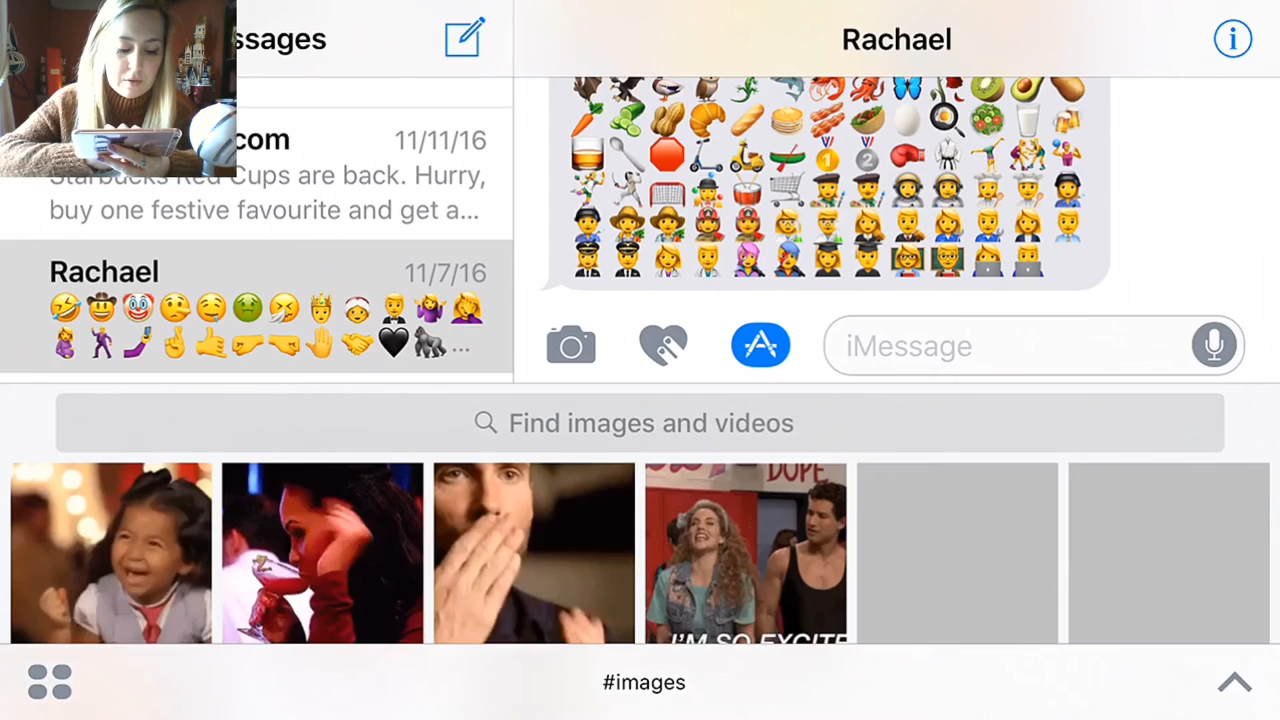 ssages
Rachael
com
11/11/16
Starbucks Red Cups are back. Hurry,
buy one festive favourite and get a...
Rachael
11/7/16
iMessage
Find images and videos
DOPE
I'M SO EXCITE
#images